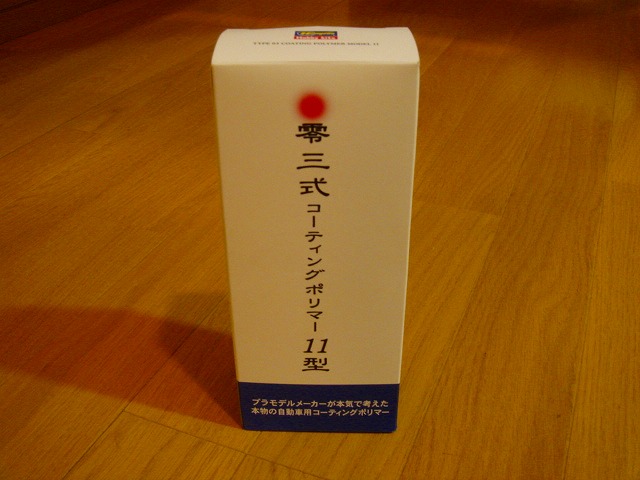 零三式コーティングポリマー11型
プラモデルメーカーが本気で考えた
本物の自動車用コーティングポリマー